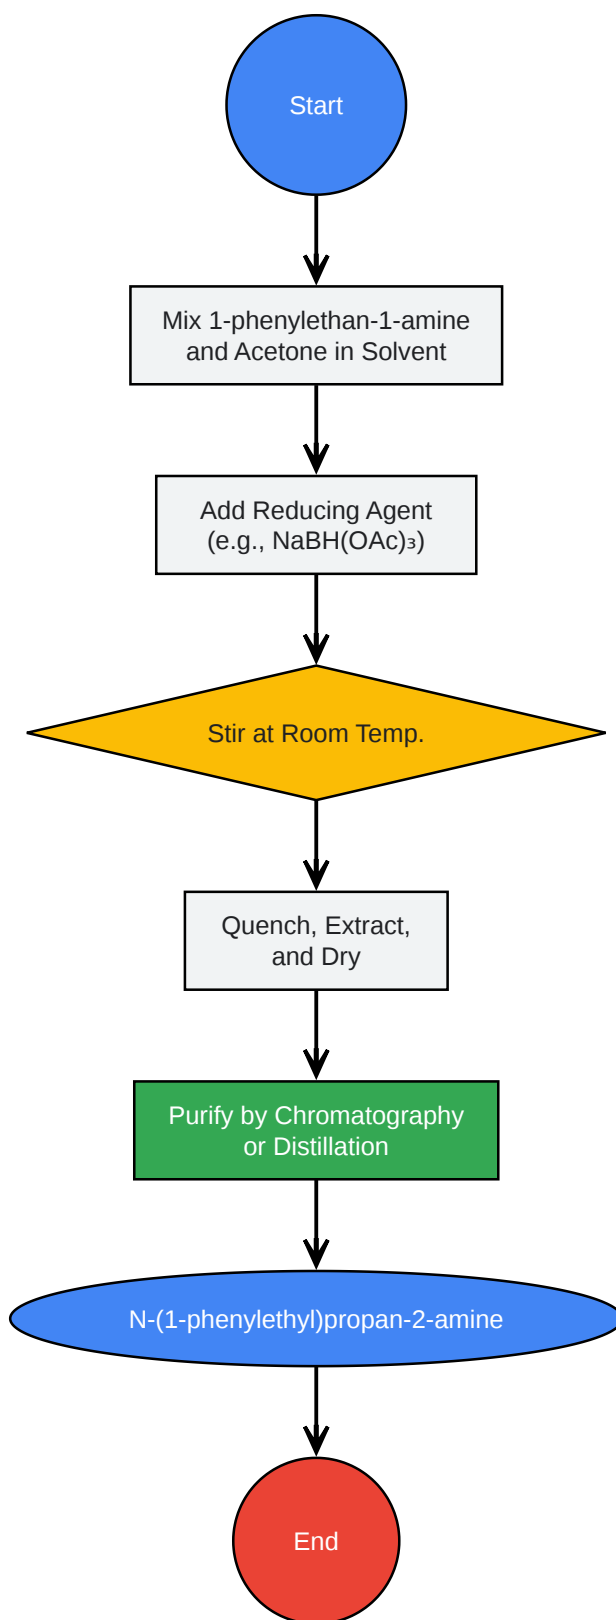 Start
Mix 1-phenylethan-1-amine
and Acetone in Solvent
Add Reducing Agent
(e.g., NaBH(OAc)₃)
Stir at Room Temp.
Quench, Extract,
and Dry
Purify by Chromatography
or Distillation
N-(1-phenylethyl)propan-2-amine
End